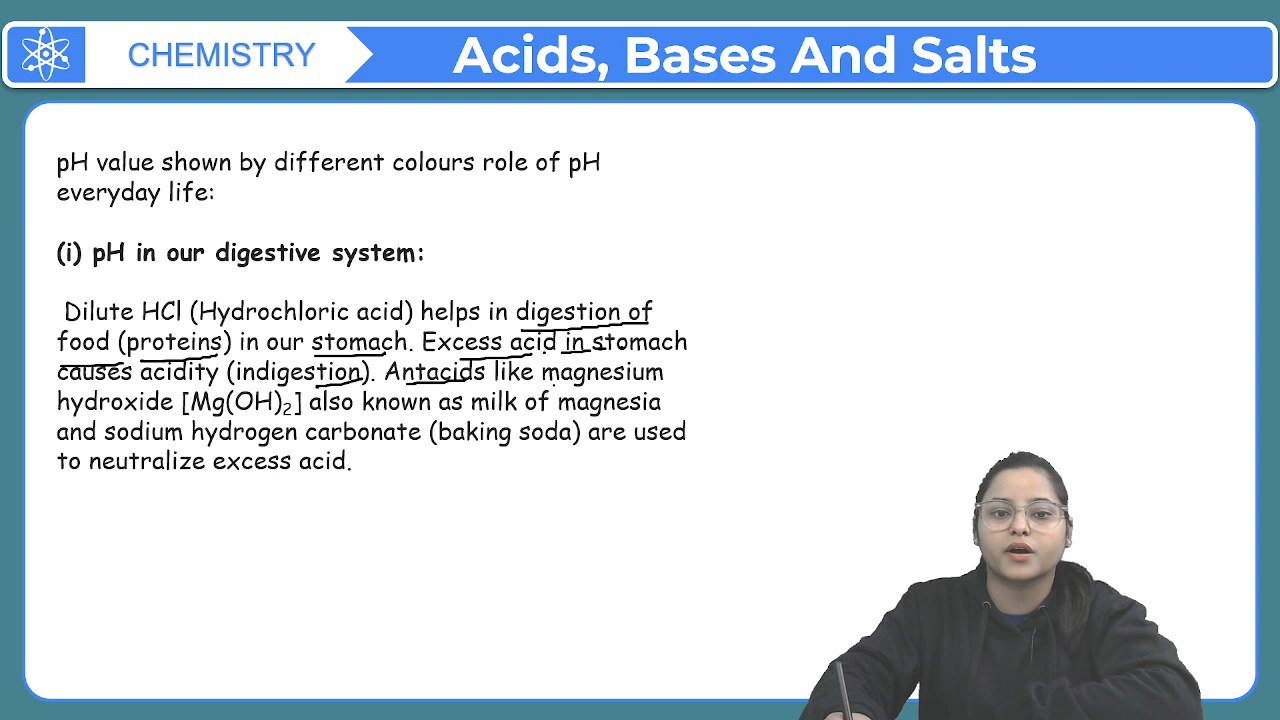 CHEMISTRY
Acids, Bases And Salts
pH value shown by different colours role of pH
everyday life:
(i) pH in our digestive system:
Dilute HCl (Hydrochloric acid) helps in digestion of
food (proteins) in our stomach. Excess acid in stomach
causes acidity (indigestion). Antacids like magnesium
hydroxide [Mg(OH)₂] also known as milk of magnesia
and sodium hydrogen carbonate (baking soda) are used
to neutralize excess acid.